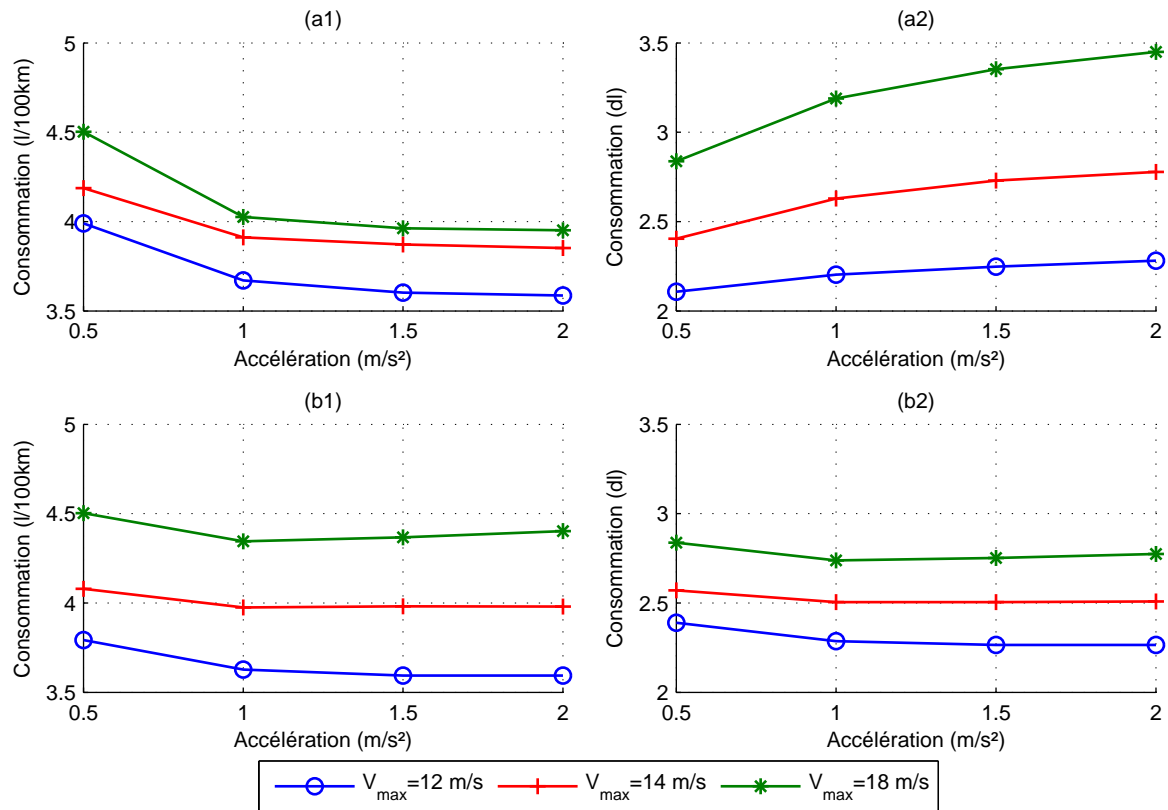 (a1)
Consommation (l/100km)
5
4.5
4
3.5
0.5
1
1.5
2
Accélération (m/s²)
(a2)
Consommation (dl)
3.5
3
2.5
2
0.5
1
1.5
2
Accélération (m/s²)
(b1)
Consommation (l/100km)
5
4.5
4
3.5
0.5
1
1.5
2
Accélération (m/s²)
(b2)
Consommation (dl)
3.5
3
2.5
2
0.5
1
1.5
2
Accélération (m/s²)
V_max=12 m/s
V_max=14 m/s
V_max=18 m/s